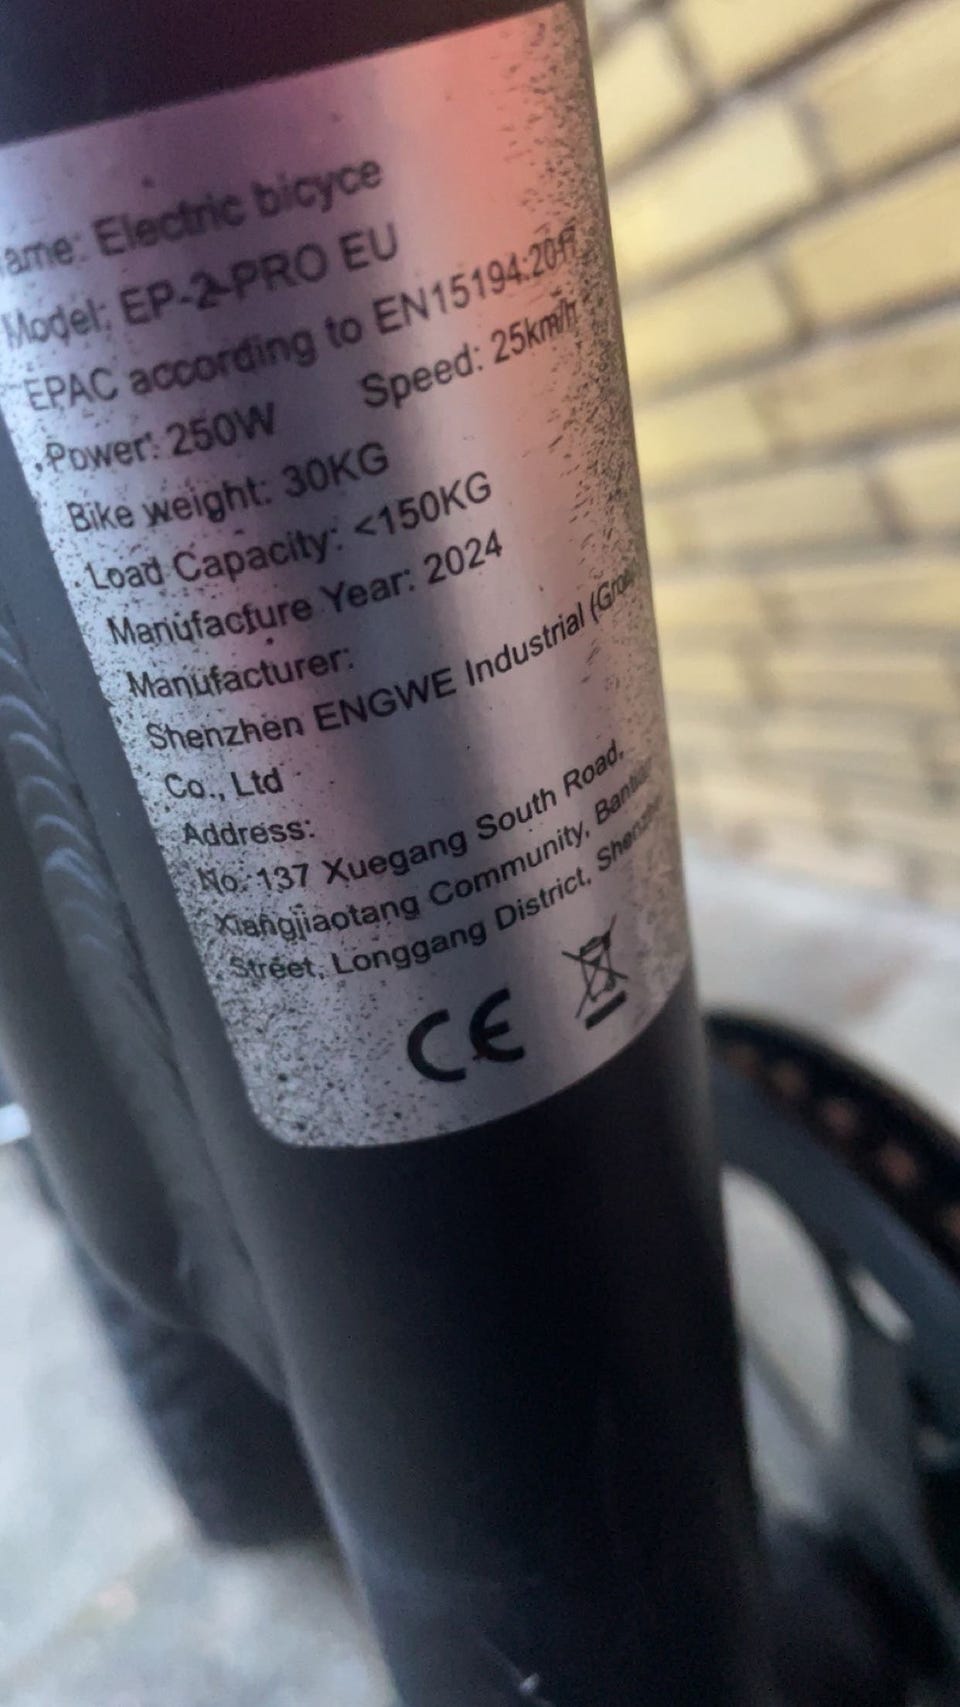 ame: Electric bicyce
Model: EP-2-PRO EU
EPAC according to EN15194:2017
Power: 250W Speed: 25km/h
Bike weight: 30KG
Load Capacity: <150KG
Manufacture Year: 2024
Manufacturer:
Shenzhen ENGWE Industrial
Co., Ltd
Address:
No. 137 Xuegang South Road,
Xiangjiaotang Community,
Street, Longgang District,
CE